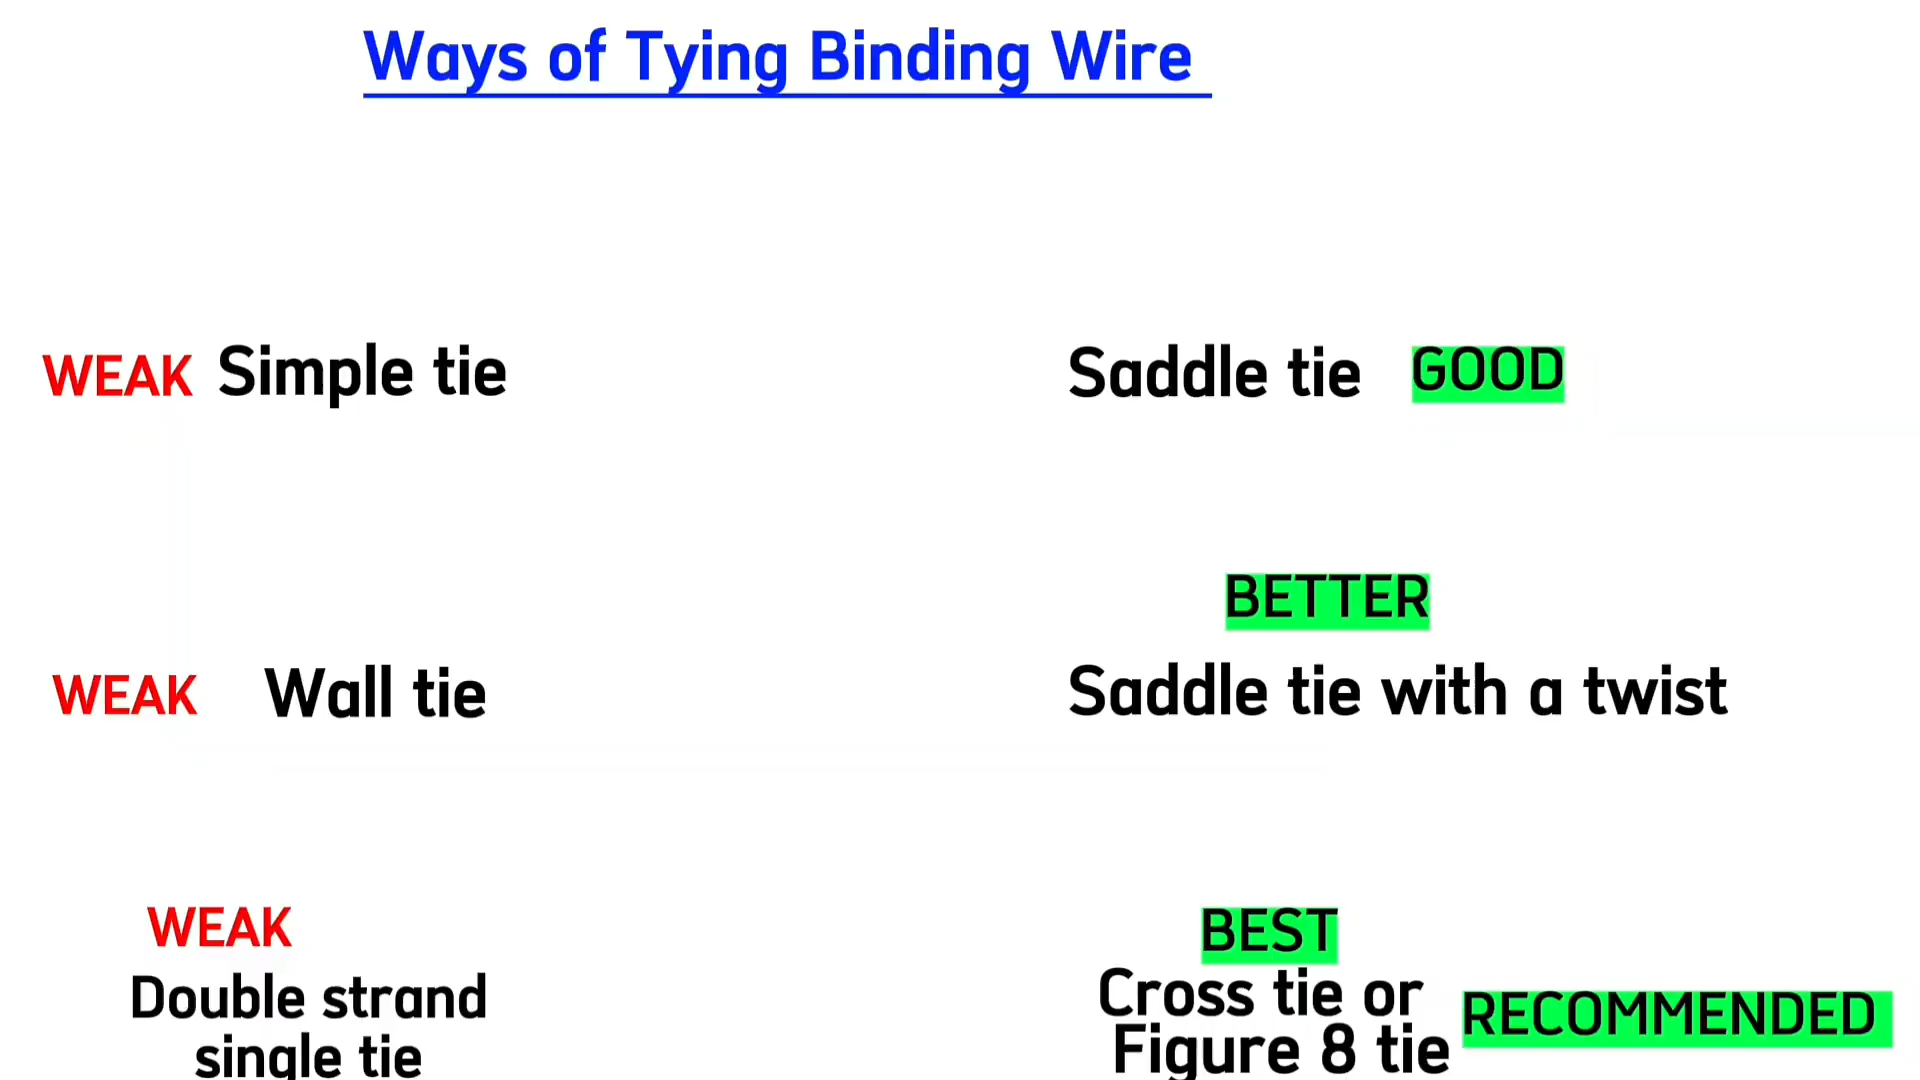 Ways of Tying Binding Wire
WEAK Simple tie
Saddle tie GOOD
BETTER
WEAK Wall tie
Saddle tie with a twist
WEAK
Double strand
single tie
BEST
Cross tie or
Figure 8 tie
RECOMMENDED